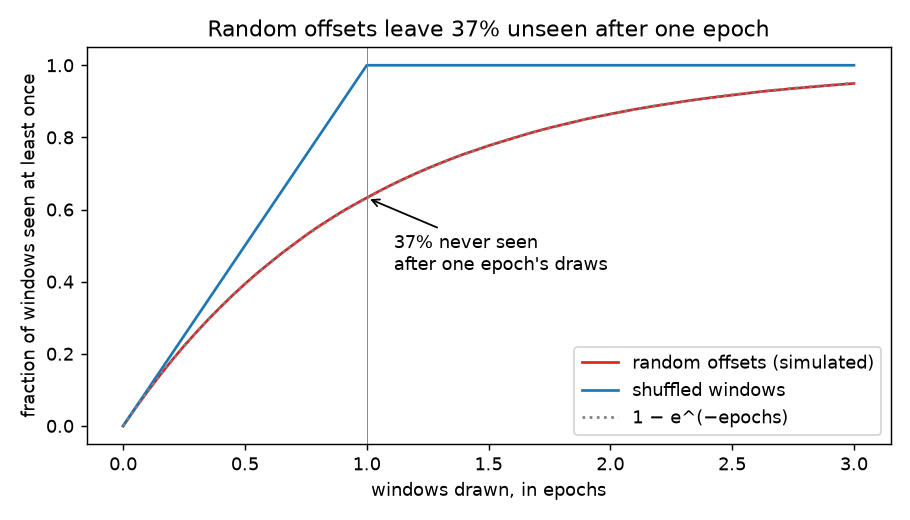 Random offsets leave 37% unseen after one epoch
fraction of windows seen at least once
1.0
0.8
0.6
0.4
0.2
0.0
37% never seen
after one epoch's draws
random offsets (simulated)
shuffled windows
1 − e^(−epochs)
0.0
0.5
1.0
1.5
2.0
2.5
3.0
windows drawn, in epochs